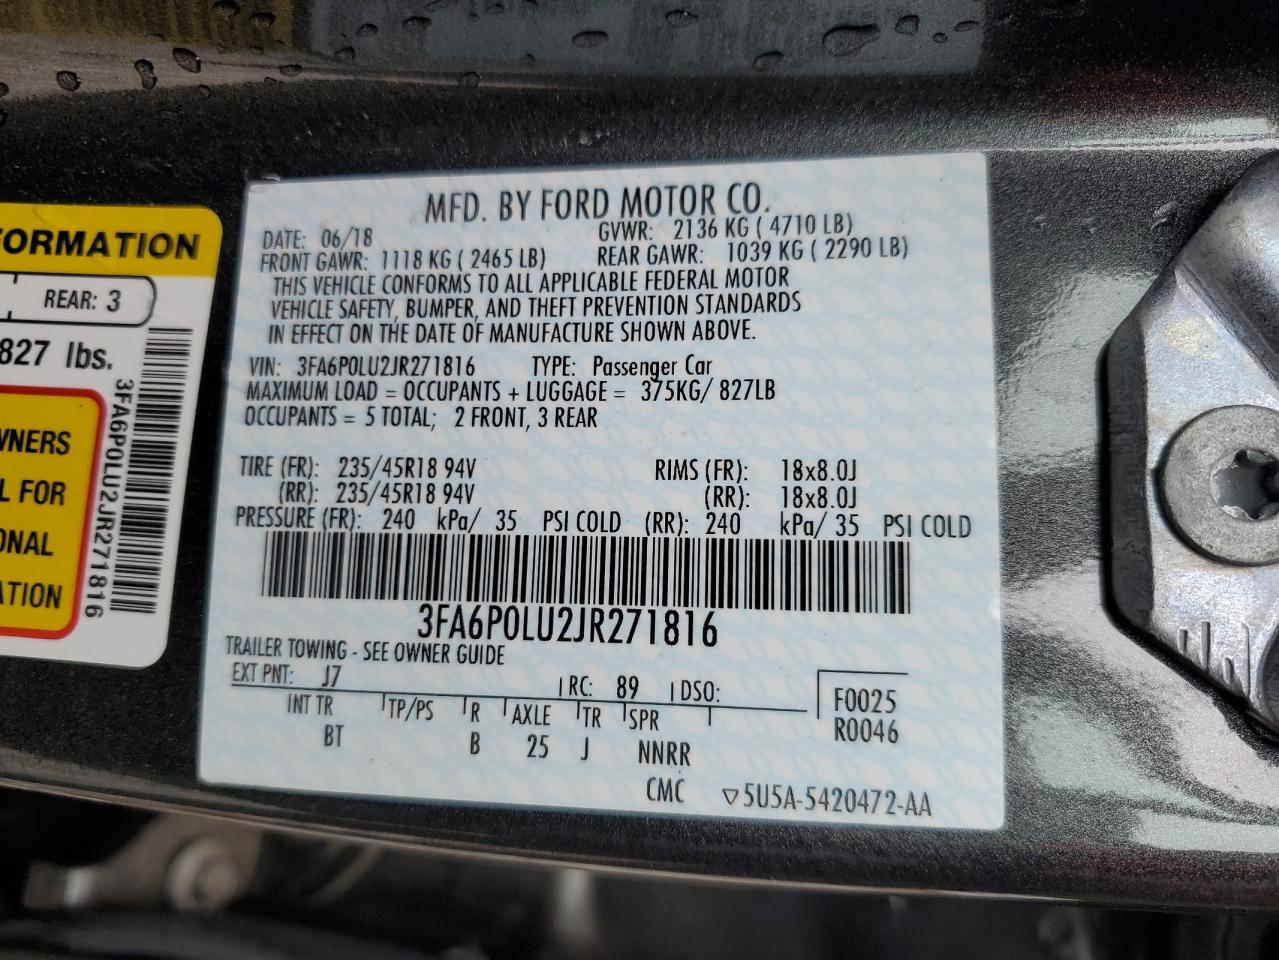 MFD. BY FORD MOTOR CO.
DATE: 06/18 GVWR: 2136 KG ( 4710 LB)
FRONT GAWR: 1118 KG ( 2465 LB) REAR GAWR: 1039 KG ( 2290 LB)
THIS VEHICLE CONFORMS TO ALL APPLICABLE FEDERAL MOTOR
VEHICLE SAFETY, BUMPER, AND THEFT PREVENTION STANDARDS
IN EFFECT ON THE DATE OF MANUFACTURE SHOWN ABOVE.
VIN: 3FA6P0LU2JR271816 TYPE: Passenger Car
MAXIMUM LOAD = OCCUPANTS + LUGGAGE = 375KG/ 827LB
OCCUPANTS = 5 TOTAL; 2 FRONT, 3 REAR
TIRE (FR): 235/45R18 94V RIMS (FR): 18x8.0J
(RR): 235/45R18 94V (RR): 18x8.0J
PRESSURE (FR): 240 kPa/ 35 PSI COLD (RR): 240 kPa/ 35 PSI COLD
3FA6P0LU2JR271816
TRAILER TOWING - SEE OWNER GUIDE
EXT PNT: J7 RC: 89 DSO:
F0025
R0046
INT TR TP/PS R AXLE TR SPR
BT B 25 J NNRR
CMC ▽5U5A-5420472-AA
FORMATION
REAR: 3
827 lbs.
WNERS
L FOR
ONAL
ATION
3FA6P0LU2JR271816